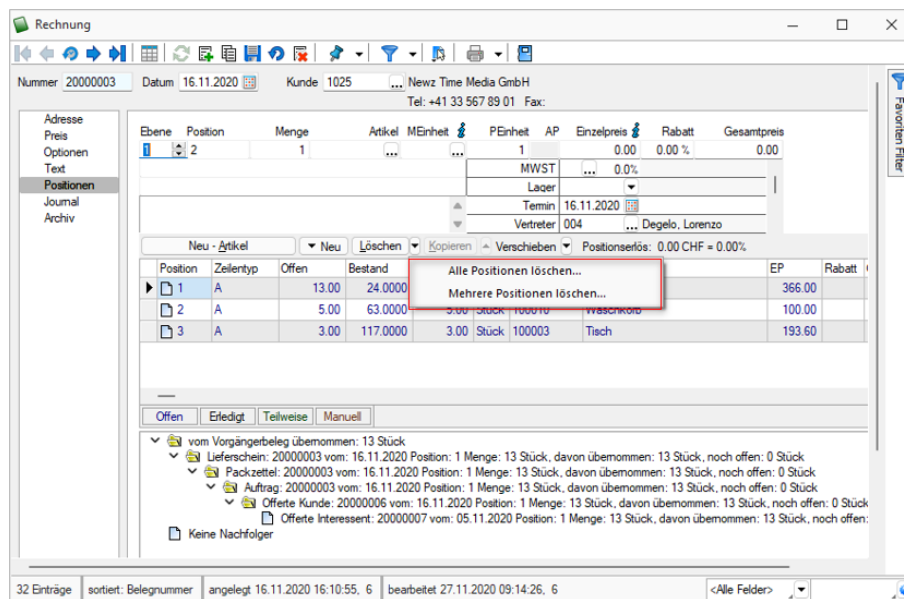 Rechnung
Nummer 20000003 Datum 16.11.2020 Kunde 1025 ... Newz Time Media GmbH
Tel: +41 33 567 89 01 Fax:
Favoriten Filter
Adresse
Preis
Optionen
Text
Positionen
Journal
Archiv
Ebene Position Menge Artikel MEinheit PEinheit AP Einzelpreis Rabatt Gesamtpreis
1 2 1 ... ... 1 0.00 0.00 % 0.00
MWST ... 0.0%
Lager
Termin 16.11.2020
Vertreter 004 ... Degelo, Lorenzo
Neu - Artikel Neu Löschen Kopieren Verschieben Positionserlös: 0.00 CHF = 0.00%
Alle Positionen löschen...
Mehrere Positionen löschen...
Position Zeilentyp Offen Bestand EP Rabatt
1 A 13.00 24.0000 366.00
2 A 5.00 63.0000 5.00 Stück 100010 Waschkorb 100.00
3 A 3.00 117.0000 3.00 Stück 100003 Tisch 193.60
Offen Erledigt Teilweise Manuell
vom Vorgängerbeleg übernommen: 13 Stück
Lieferschein: 20000003 vom: 16.11.2020 Position: 1 Menge: 13 Stück, davon übernommen: 13 Stück, noch offen: 0 Stück
Packzettel: 20000003 vom: 16.11.2020 Position: 1 Menge: 13 Stück, davon übernommen: 13 Stück, noch offen: 0 Stück
Auftrag: 20000003 vom: 16.11.2020 Position: 1 Menge: 13 Stück, davon übernommen: 13 Stück, noch offen: 0 Stück
Offerte Kunde: 20000006 vom: 16.11.2020 Position: 1 Menge: 13 Stück, davon übernommen: 13 Stück, noch offen: 0 Stück
Offerte Interessent: 20000007 vom: 05.11.2020 Position: 1 Menge: 13 Stück, davon übernommen: 13 Stück, noch offen:
Keine Nachfolger
32 Einträge sortiert: Belegnummer angelegt 16.11.2020 16:10:55, 6 bearbeitet 27.11.2020 09:14:26, 6 <Alle Felder>